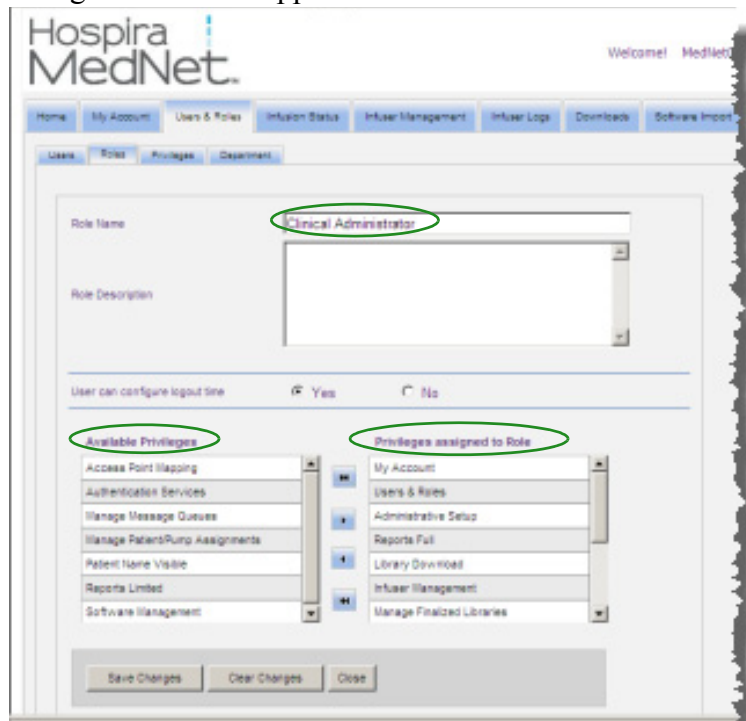 Hospira
MedNet™
Welcome! MedNet
Home My Account Users & Roles Infusion Status Infuser Management Infuser Logs Downloads Software Import
Users Roles Privileges Department
Role Name Clinical Administrator
Role Description
User can configure logout time Yes No
Available Privileges Privileges assigned to Role
Access Point Mapping My Account
Authentication Services Users & Roles
Manage Message Queues Administrative Setup
Manage Patient/Pump Assignments Reports Full
Patient Name Visible Library Download
Reports Limited Infuser Management
Software Management Manage Finalized Libraries
Save Changes Clear Changes Close